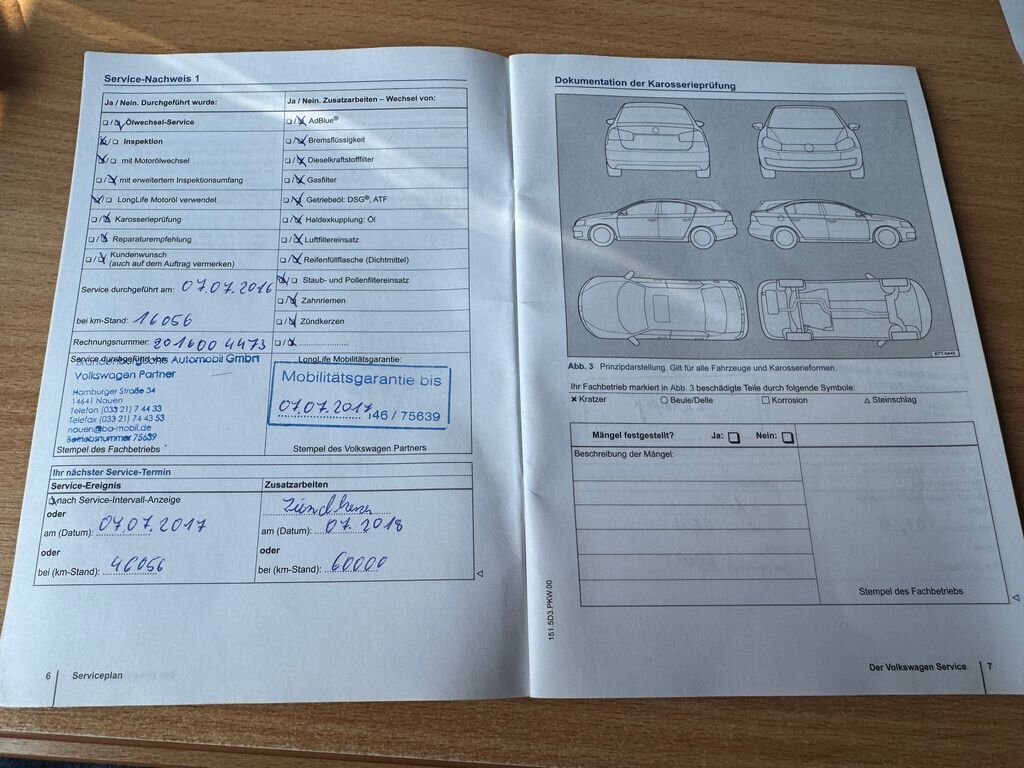 Service-Nachweis 1
Ja / Nein. Durchgeführt wurde:
Ölwechsel-Service
Inspektion
mit Motorölwechsel
mit erweitertem Inspektionsumfang
LongLife Motoröl verwendet
Karosserieprüfung
Reparaturempfehlung
Kundenwunsch
(auch auf dem Auftrag vermerken)
Service durchgeführt am: 07.07.2016
bei km-Stand: 16056
Rechnungsnummer: 201600 4473
Ja / Nein. Zusatzarbeiten – Wechsel von:
AdBlue®
Bremsflüssigkeit
Dieselkraftstofffilter
Gasfilter
Getriebeöl: DSG®, ATF
Haldexkupplung: Öl
Luftfiltereinsatz
Reifenfüllflasche (Dichtmittel)
Staub- und Pollenfiltereinsatz
Zahnriemen
Zündkerzen
Service durchgeführt von:
Brandenburgische Automobil GmbH
Volkswagen Partner
Hamburger Straße 34
14641 Nauen
Telefon (033 21) 7 44 33
Telefax (033 21) 74 43 53
nauen@ba-mobil.de
Betriebsnummer 75639
Stempel des Fachbetriebs
LongLife Mobilitätsgarantie:
Mobilitätsgarantie bis
07.07.2017 146 / 75639
Stempel des Volkswagen Partners
Ihr nächster Service-Termin
Service-Ereignis
nach Service-Intervall-Anzeige
oder
am (Datum): 07.07.2017
oder
bei (km-Stand): 46056
Zusatzarbeiten
Zündkerzen
am (Datum): 07.2018
oder
bei (km-Stand): 60000
6 Serviceplan
Dokumentation der Karosserieprüfung
BTT-0448
Abb. 3 Prinzipdarstellung. Gilt für alle Fahrzeuge und Karosserieformen.
Ihr Fachbetrieb markiert in Abb. 3 beschädigte Teile durch folgende Symbole:
× Kratzer ○ Beule/Delle □ Korrosion △ Steinschlag
Mängel festgestellt? Ja: □ Nein: □
Beschreibung der Mängel:
Stempel des Fachbetriebs
151.5D3.PKW.00
Der Volkswagen Service 7